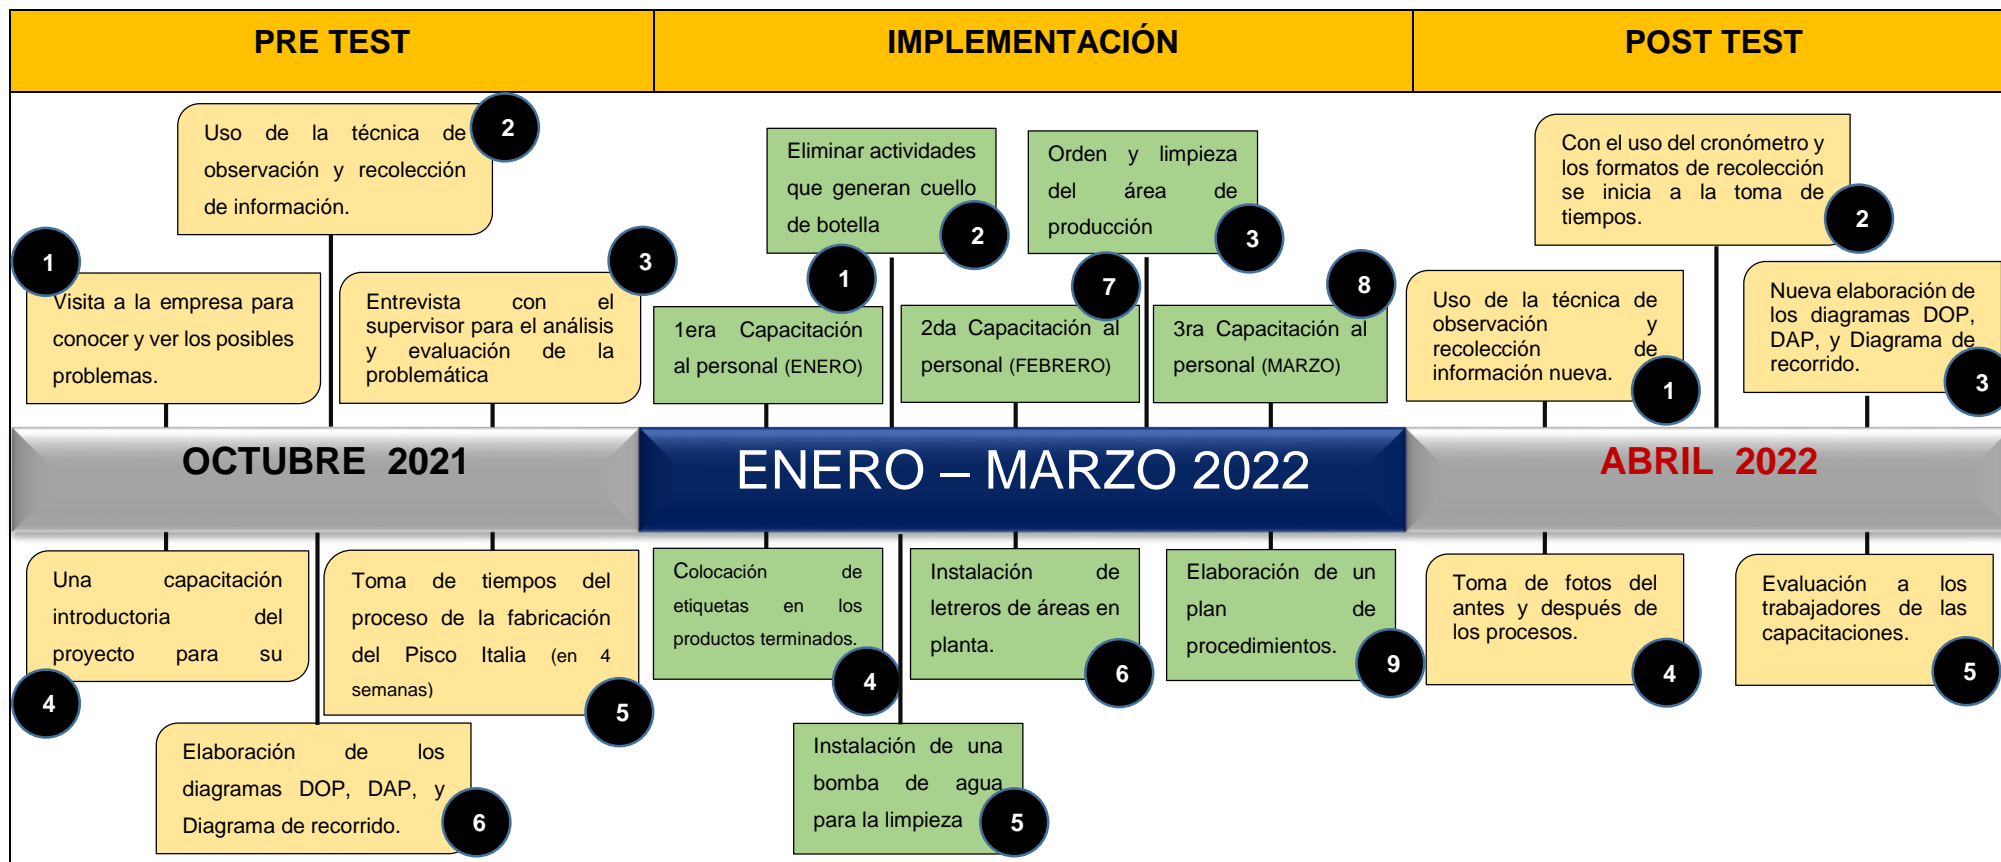 PRE TEST
IMPLEMENTACIÓN
POST TEST
2
Uso de la técnica de
observación y recolección
de información.
1
Visita a la empresa para
conocer y ver los posibles
problemas.
3
Entrevista con el
supervisor para el análisis
y evaluación de la
problemática
Eliminar actividades
que generan cuello
de botella
2
Orden y limpieza
del área de
producción
3
1
1era Capacitación
al personal (ENERO)
7
2da Capacitación al
personal (FEBRERO)
8
3ra Capacitación al
personal (MARZO)
Con el uso del cronómetro y
los formatos de recolección
se inicia a la toma de
tiempos.
2
Uso de la técnica de
observación y
recolección de
información nueva.
1
Nueva elaboración de
los diagramas DOP,
DAP, y Diagrama de
recorrido.
3
OCTUBRE 2021
ENERO – MARZO 2022
ABRIL 2022
Una capacitación
introductoria del
proyecto para su
4
Toma de tiempos del
proceso de la fabricación
del Pisco Italia (en 4
semanas)
5
Elaboración de los
diagramas DOP, DAP, y
Diagrama de recorrido.
6
Colocación de
etiquetas en los
productos terminados.
4
Instalación de
letreros de áreas en
planta.
6
Elaboración de un
plan de
procedimientos.
9
Instalación de una
bomba de agua
para la limpieza
5
Toma de fotos del
antes y después de
los procesos.
4
Evaluación a los
trabajadores de las
capacitaciones.
5